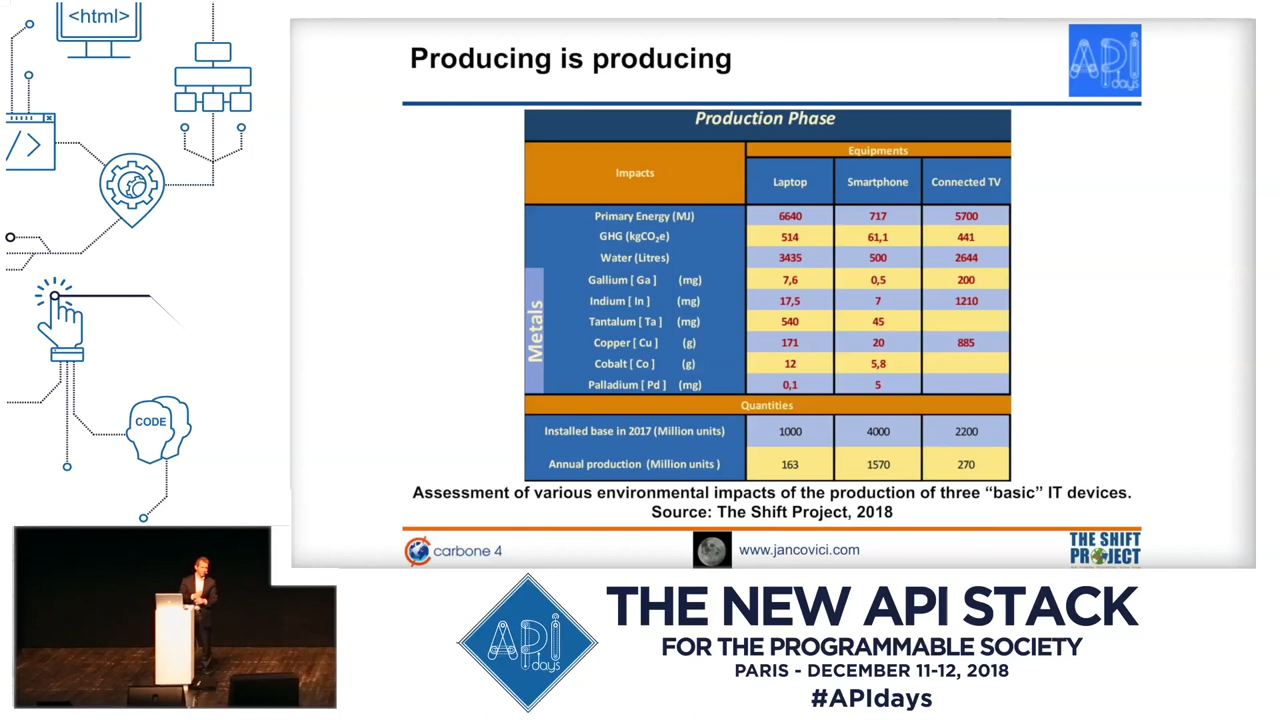 <html>
</>
CODE
Producing is producing
APi
days
Production Phase
Impacts
Equipments
Laptop Smartphone Connected TV
Primary Energy (MJ) 6640 717 5700
GHG (kgCO₂e) 514 61,1 441
Water (Litres) 3435 500 2644
Metals
Gallium [ Ga ] (mg) 7,6 0,5 200
Indium [ In ] (mg) 17,5 7 1210
Tantalum [ Ta ] (mg) 540 45
Copper [ Cu ] (g) 171 20 885
Cobalt [ Co ] (g) 12 5,8
Palladium [ Pd ] (mg) 0,1 5
Quantities
Installed base in 2017 (Million units) 1000 4000 2200
Annual production (Million units ) 163 1570 270
Assessment of various environmental impacts of the production of three “basic” IT devices.
Source: The Shift Project, 2018
carbone 4
www.jancovici.com
THE SHIFT
PROJECT
APi
days
THE NEW API STACK
FOR THE PROGRAMMABLE SOCIETY
PARIS - DECEMBER 11-12, 2018
#APIdays